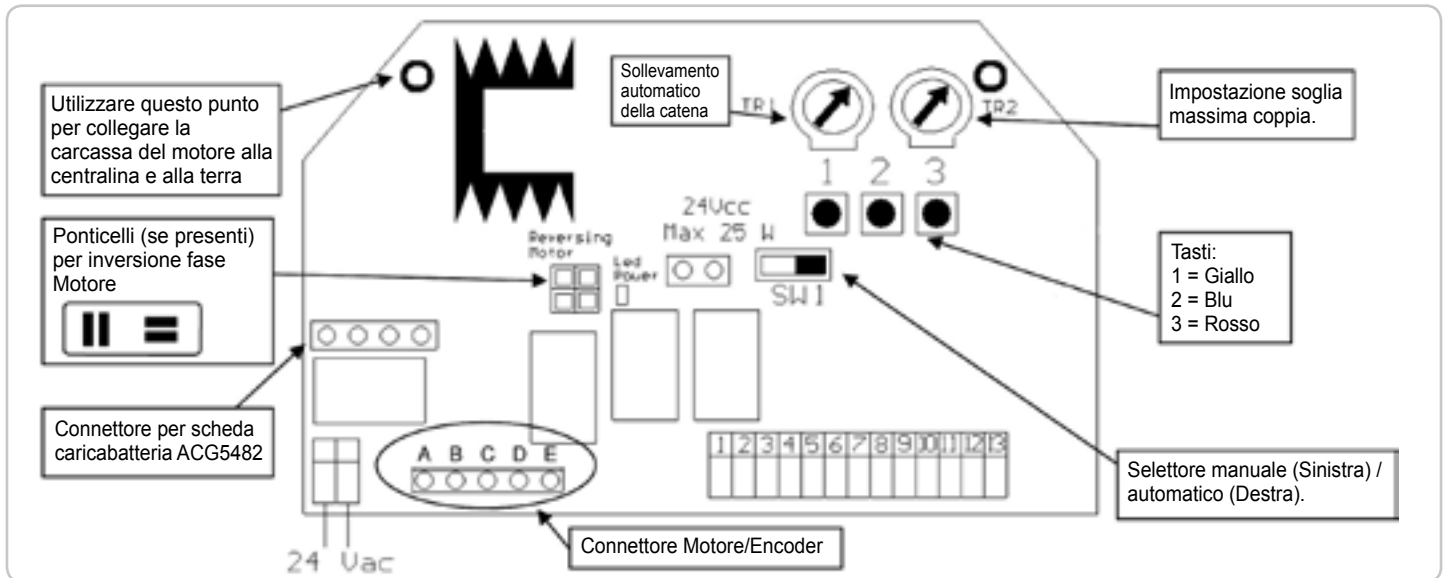 Utilizzare questo punto
per collegare la
carcassa del motore alla
centralina e alla terra
Sollevamento
automatico
della catena
TR1
TR2
Impostazione soglia
massima coppia.
1 2 3
24Vcc
Max 25 W
Reversing
Motor
Led
Power
SW1
Ponticelli (se presenti)
per inversione fase
Motore
Tasti:
1 = Giallo
2 = Blu
3 = Rosso
Connettore per scheda
caricabatteria ACG5482
A B C D E
1 2 3 4 5 6 7 8 9 10 11 12 13
Selettore manuale (Sinistra) /
automatico (Destra).
Connettore Motore/Encoder
24 Vac